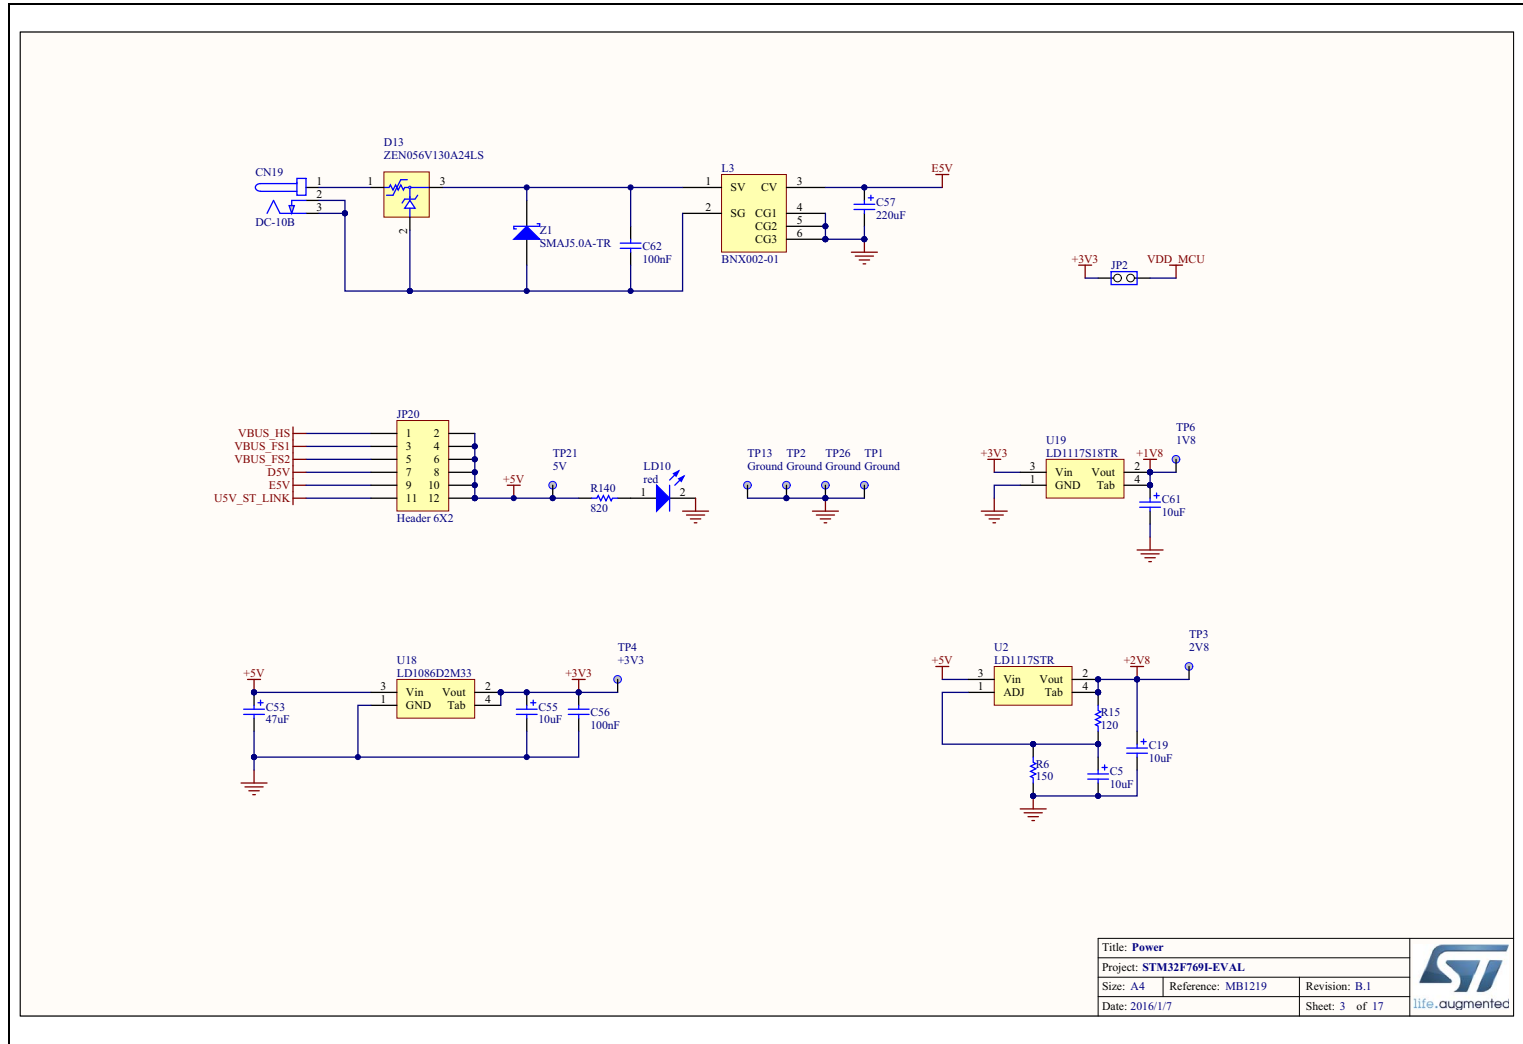 D13
ZEN056V130A24LS
CN19
1
2
3
DC-10B
1
3
2
Z1
SMAJ5.0A-TR
C62
100nF
L3
1 SV CV 3
2 SG CG1 4
CG2 5
CG3 6
BNX002-01
C57
220uF
E5V
+3V3
JP2
VDD_MCU
JP20
VBUS_HS 1 2
VBUS_FS1 3 4
VBUS_FS2 5 6
D5V 7 8
E5V 9 10
U5V_ST_LINK 11 12
Header 6X2
+5V
TP21
5V
R140
820
LD10
red
1 2
TP13 TP2 TP26 TP1
Ground Ground Ground Ground
U19
LD1117S18TR
+3V3
3 Vin Vout 2
1 GND Tab 4
+1V8
TP6
1V8
C61
10uF
+5V
C53
47uF
U18
LD1086D2M33
3 Vin Vout 2
1 GND Tab 4
C55
10uF
+3V3
C56
100nF
TP4
+3V3
+5V
U2
LD1117STR
3 Vin Vout 2
1 ADJ Tab 4
+2V8
TP3
2V8
R15
120
C19
10uF
R6
150
C5
10uF
Title: Power
Project: STM32F769I-EVAL
Size: A4 Reference: MB1219 Revision: B.1
Date: 2016/1/7 Sheet: 3 of 17
ST
life.augmented